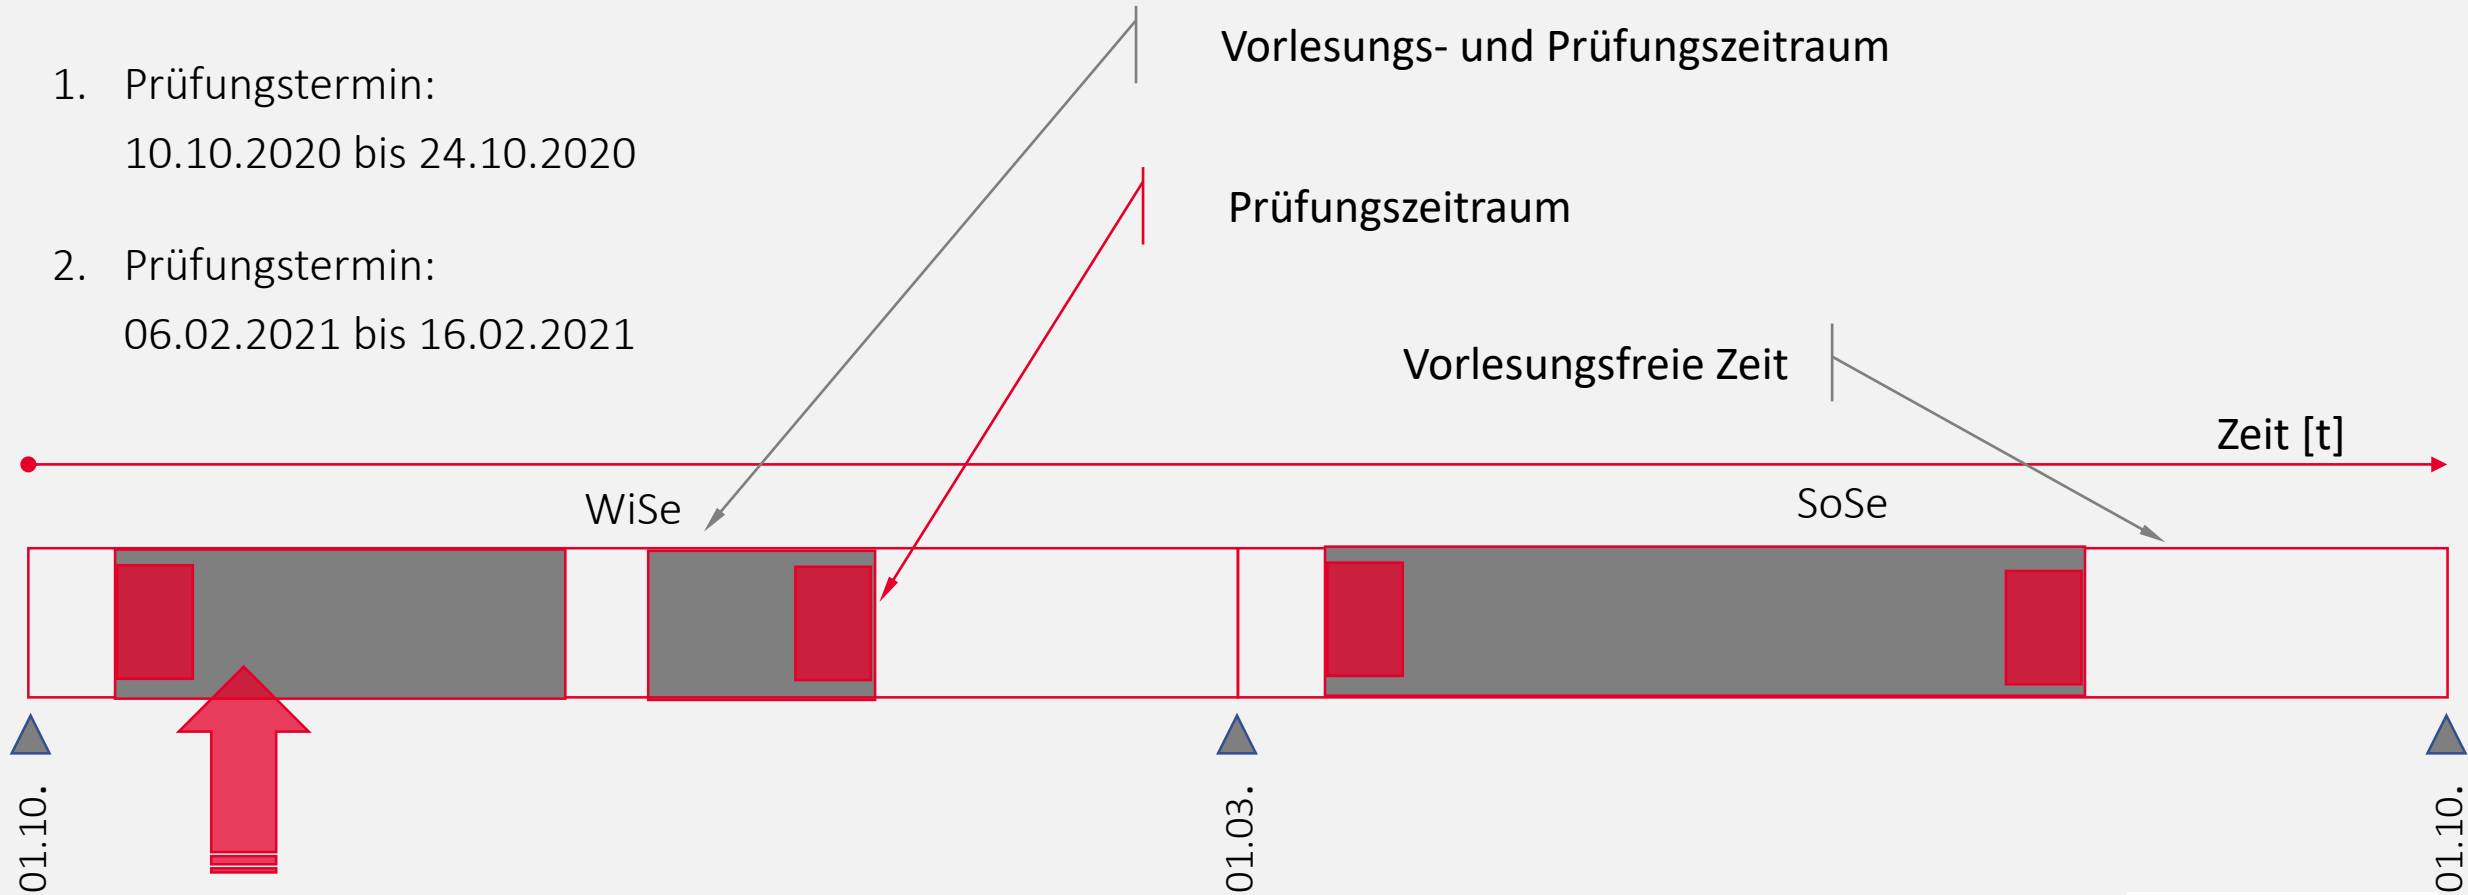 1. Prüfungstermin:
10.10.2020 bis 24.10.2020
2. Prüfungstermin:
06.02.2021 bis 16.02.2021
Vorlesungs- und Prüfungszeitraum
Prüfungszeitraum
Vorlesungsfreie Zeit
Zeit [t]
WiSe
SoSe
01.10.
01.03.
01.10.